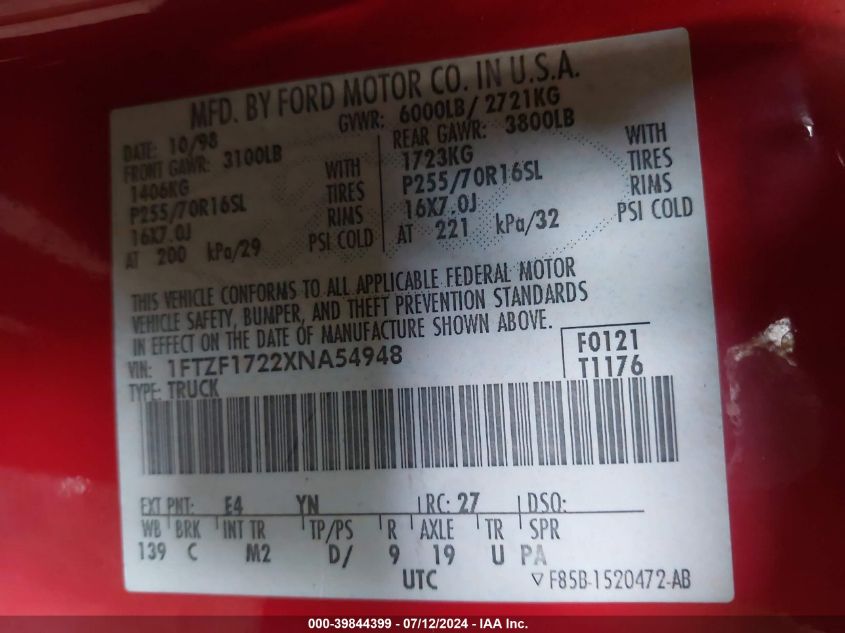 MFD. BY FORD MOTOR CO. IN U.S.A.
DATE: 10/98 GVWR: 6000LB/ 2721KG
FRONT GAWR: 3100LB REAR GAWR: 3800LB
1406KG WITH 1723KG WITH
P255/70R16SL TIRES P255/70R16SL TIRES
16X7.0J RIMS 16X7.0J RIMS
AT 200 kPa/29 PSI COLD AT 221 kPa/32 PSI COLD
THIS VEHICLE CONFORMS TO ALL APPLICABLE FEDERAL MOTOR
VEHICLE SAFETY, BUMPER, AND THEFT PREVENTION STANDARDS
IN EFFECT ON THE DATE OF MANUFACTURE SHOWN ABOVE.
VIN: 1FTZF1722XNA54948 F0121
TYPE: TRUCK T1176
EXT PNT: E4 YN RC: 27 DSO:
WB BRK INT TR TP/PS R AXLE TR SPR
139 C M2 D/ 9 19 U PA
UTC ▽F85B-1520472-AB
000-39844399 - 07/12/2024 - IAA Inc.